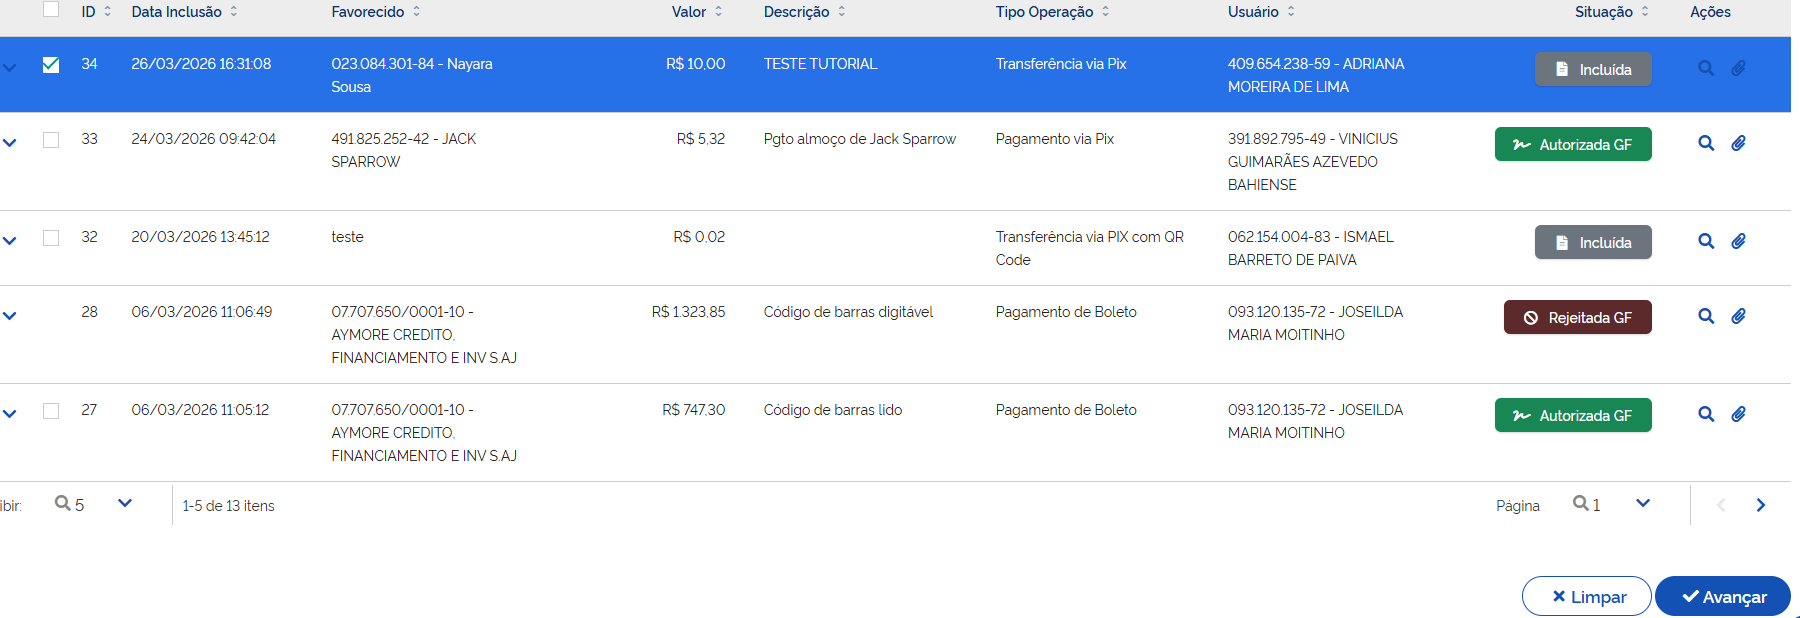 ID Data Inclusão Favorecido Valor Descrição Tipo Operação Usuário Situação Ações
34 26/03/2026 16:31:08 023.084.301-84 - Nayara R$ 10,00 TESTE TUTORIAL Transferência via Pix 409.654.238-59 - ADRIANA Incluída
Sousa MOREIRA DE LIMA
33 24/03/2026 09:42:04 491.825.252-42 - JACK R$ 5,32 Pgto almoço de Jack Sparrow Pagamento via Pix 391.892.795-49 - VINICIUS Autorizada GF
SPARROW GUIMARÃES AZEVEDO
BAHIENSE
32 20/03/2026 13:45:12 teste R$ 0,02 Transferência via PIX com QR 062.154.004-83 - ISMAEL Incluída
Code BARRETO DE PAIVA
28 06/03/2026 11:06:49 07.707.650/0001-10 - R$ 1.323,85 Código de barras digitável Pagamento de Boleto 093.120.135-72 - JOSEILDA Rejeitada GF
AYMORE CREDITO, MARIA MOITINHO
FINANCIAMENTO E INV S.AJ
27 06/03/2026 11:05:12 07.707.650/0001-10 - R$ 747,30 Código de barras lido Pagamento de Boleto 093.120.135-72 - JOSEILDA Autorizada GF
AYMORE CREDITO, MARIA MOITINHO
FINANCIAMENTO E INV S.AJ
ibir: 5 1-5 de 13 itens Página 1
Limpar Avançar